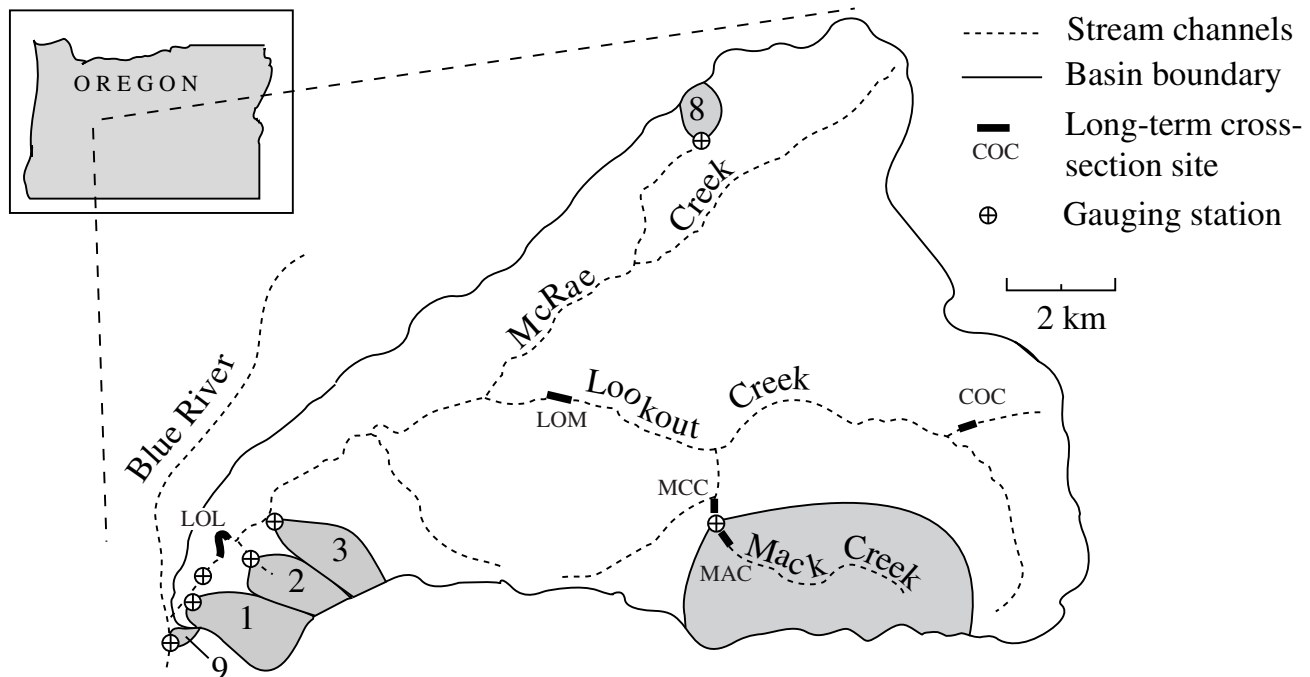 OREGON
Stream channels
Basin boundary
COC
Long-term cross-
section site
Gauging station
2 km
8
McRae Creek
Blue River
Lookout Creek
LOM
COC
MCC
MAC
Mack Creek
LOL
3
2
1
9